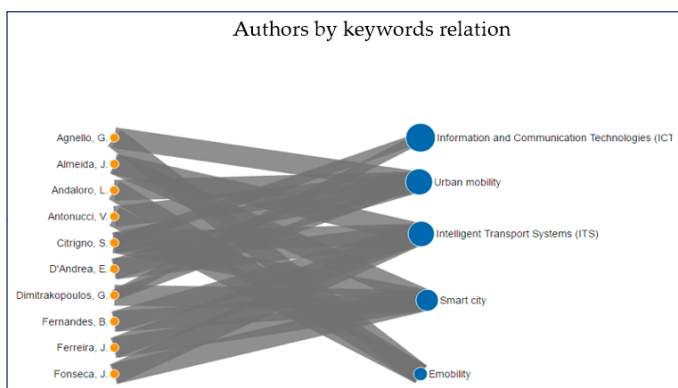 Authors by keywords relation
Agnello, G.
Almeida, J.
Andaloro, L.
Antonucci, V.
Citrigno, S.
D'Andrea, E.
Dimitrakopoulos, G.
Fernandes, B.
Ferreira, J.
Fonseca, J.
Information and Communication Technologies (ICT
Urban mobility
Intelligent Transport Systems (ITS)
Smart city
Emobility